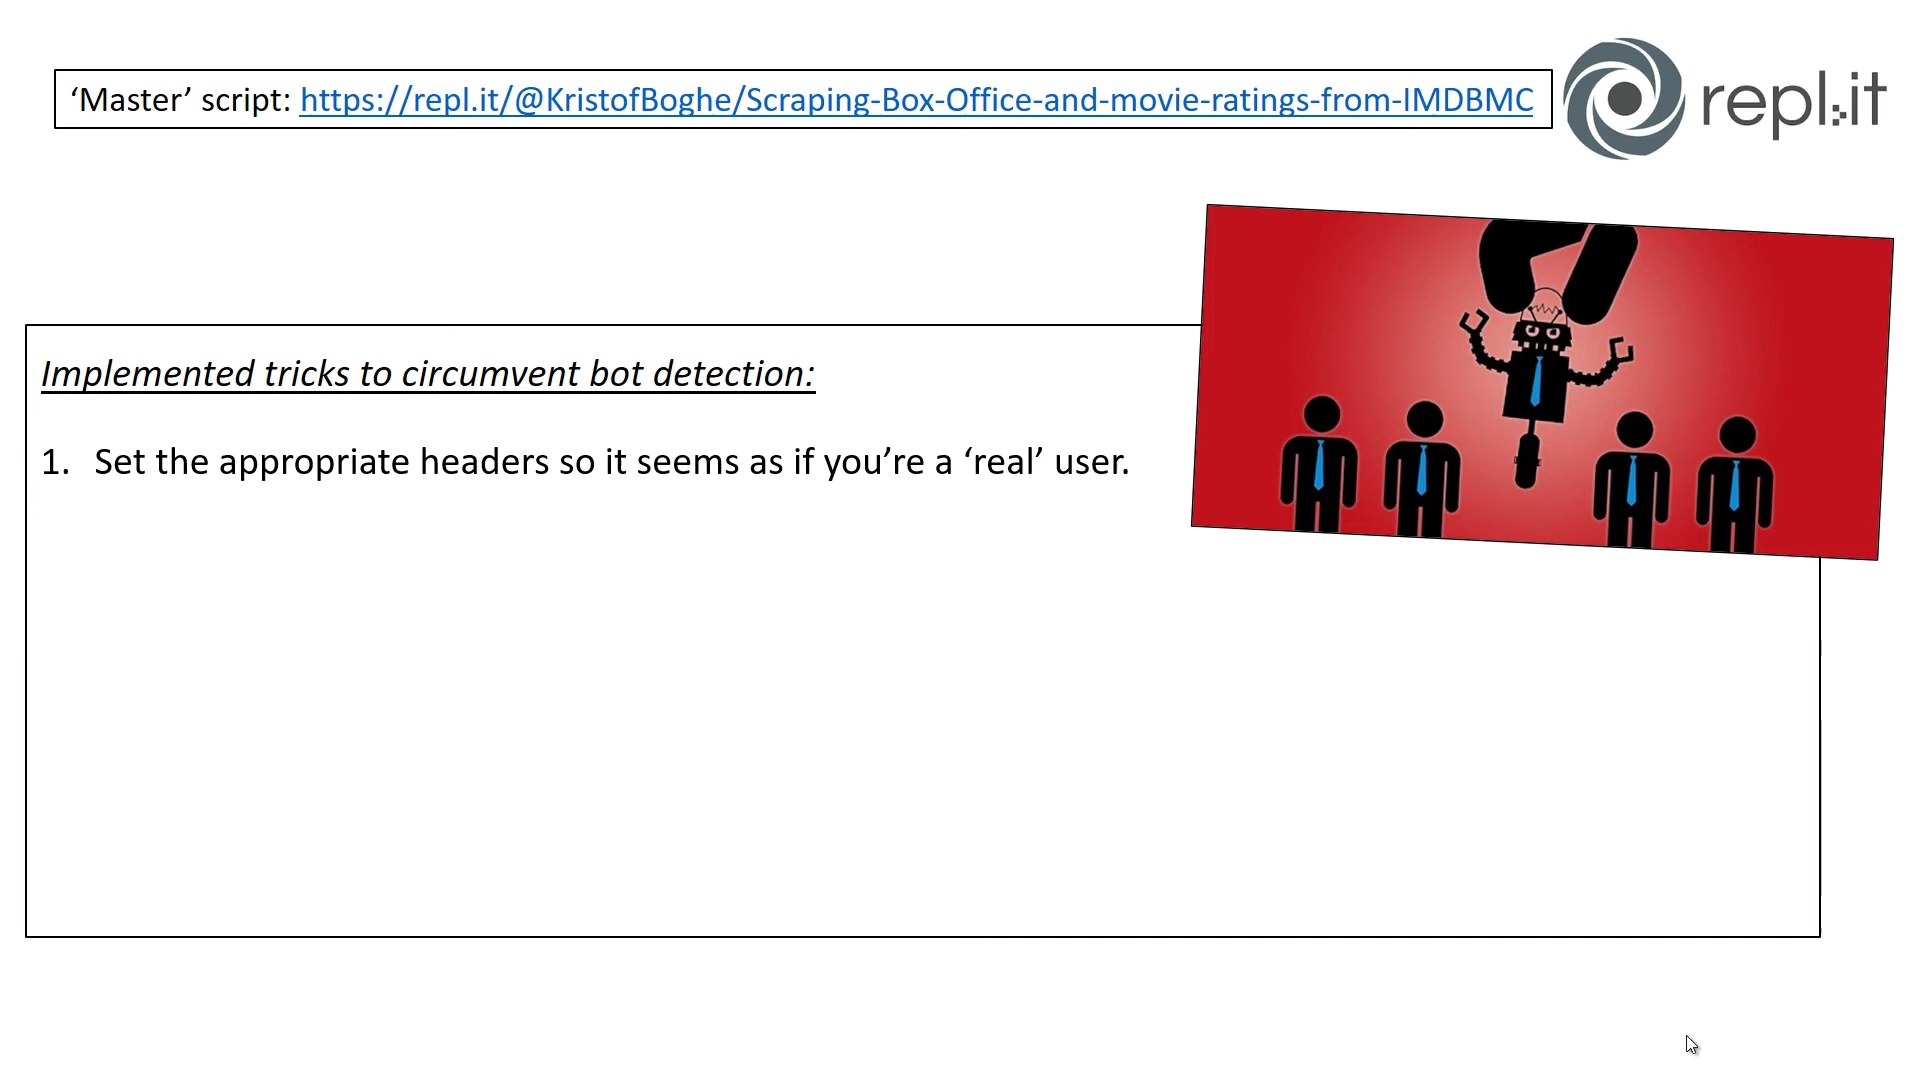 ‘Master’ script: https://repl.it/@KristofBoghe/Scraping-Box-Office-and-movie-ratings-from-IMDBMC
repl.it
Implemented tricks to circumvent bot detection:
1. Set the appropriate headers so it seems as if you’re a ‘real’ user.